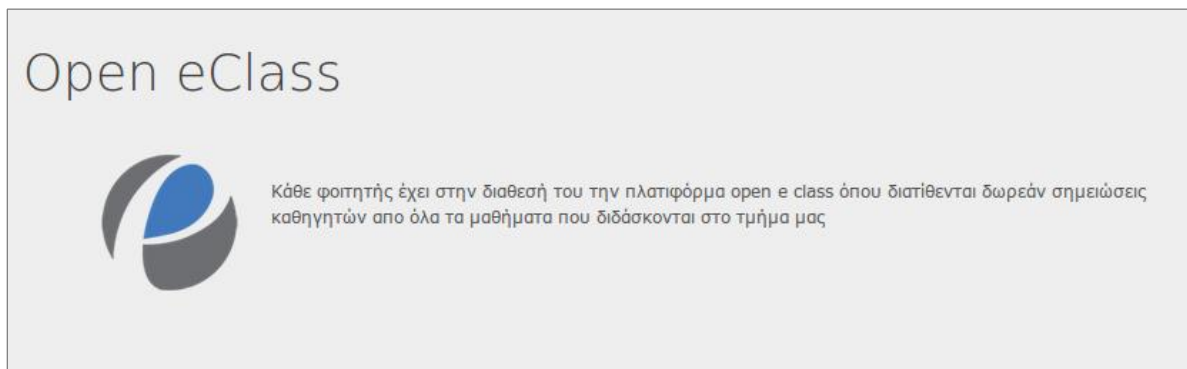 Open eClass
Κάθε φοιτητής έχει στην διαθεσή του την πλατιφόρμα open e class όπου διατίθενται δωρεάν σημειώσεις
καθηγητών απο όλα τα μαθήματα που διδάσκονται στο τμήμα μας